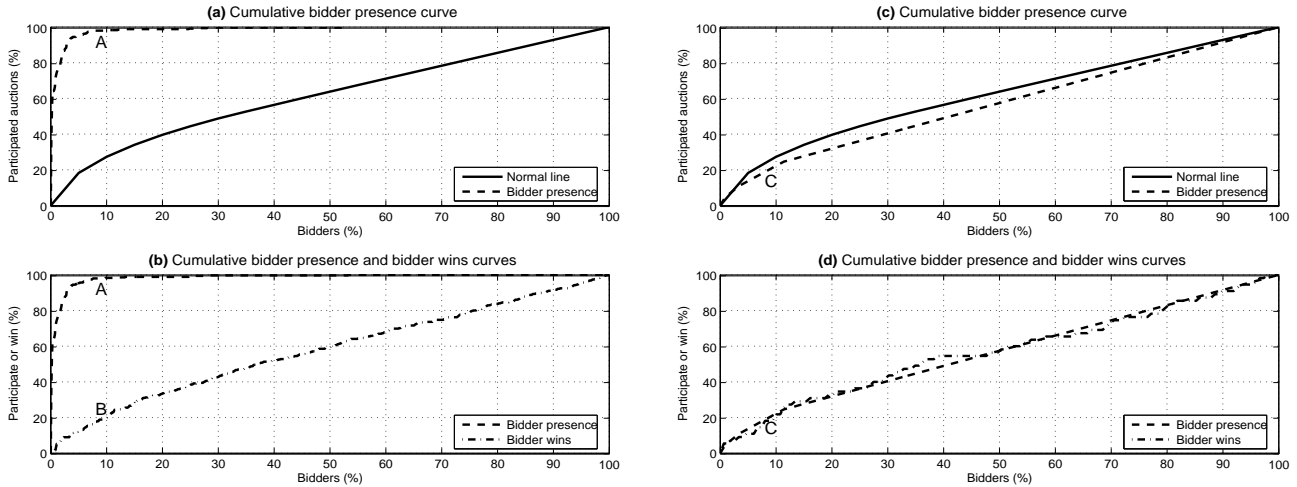 (a) Cumulative bidder presence curve
100
80
60
40
20
0
Participated auctions (%)
A
Normal line
Bidder presence
0 10 20 30 40 50 60 70 80 90 100
Bidders (%)
(b) Cumulative bidder presence and bidder wins curves
100
80
60
40
20
0
Participate or win (%)
A
B
Bidder presence
Bidder wins
0 10 20 30 40 50 60 70 80 90 100
Bidders (%)
(c) Cumulative bidder presence curve
100
80
60
40
20
0
Participated auctions (%)
C
Normal line
Bidder presence
0 10 20 30 40 50 60 70 80 90 100
Bidders (%)
(d) Cumulative bidder presence and bidder wins curves
100
80
60
40
20
0
Participate or win (%)
C
Bidder presence
Bidder wins
0 10 20 30 40 50 60 70 80 90 100
Bidders (%)